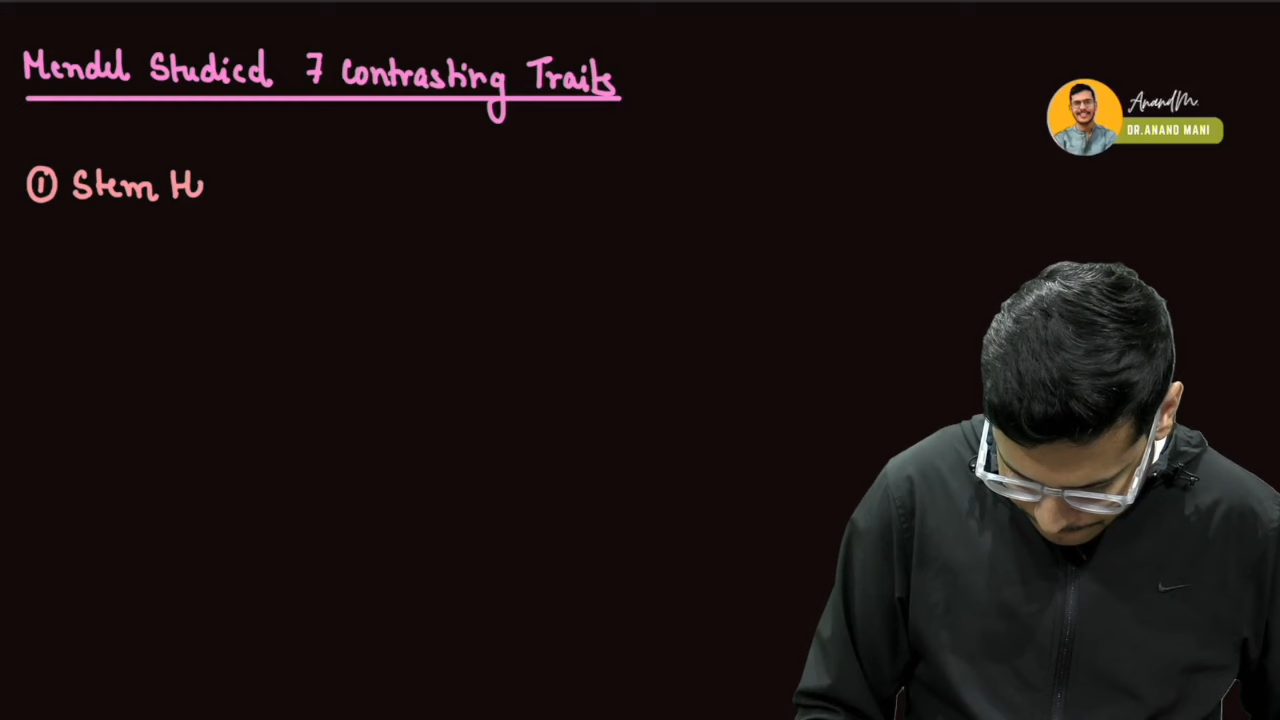 Mendel Studied 7 Contrasting Traits
AnandM.
DR.ANAND MANI
① Stem H